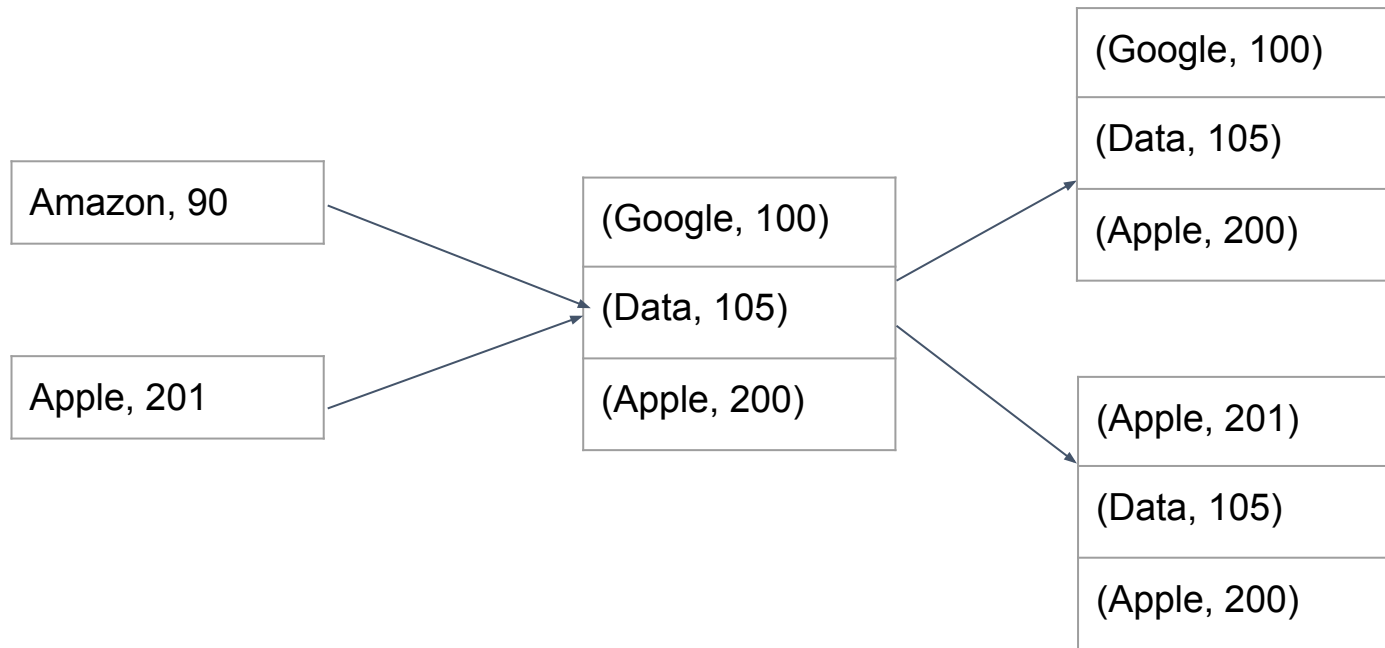 Amazon, 90
Apple, 201
(Google, 100)
(Data, 105)
(Apple, 200)
(Google, 100)
(Data, 105)
(Apple, 200)
(Apple, 201)
(Data, 105)
(Apple, 200)